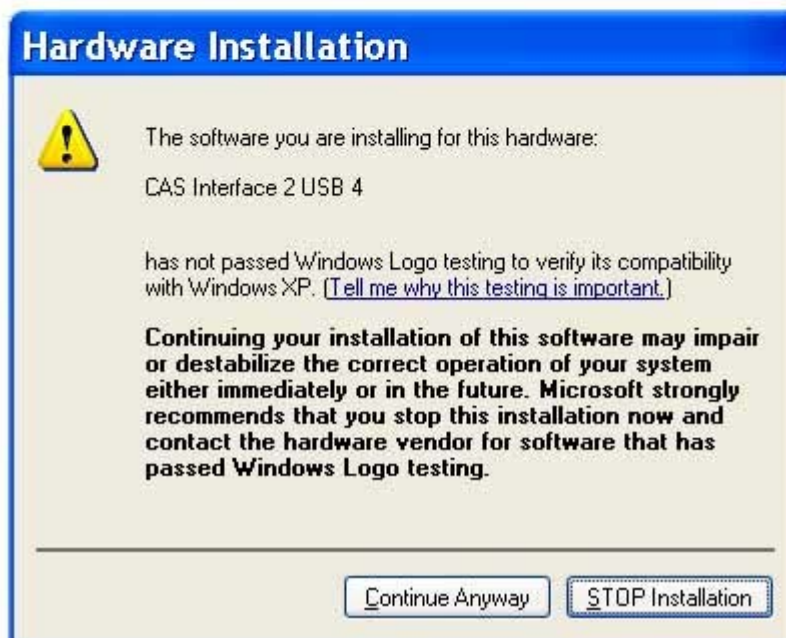 Hardware Installation
The software you are installing for this hardware:
CAS Interface 2 USB 4
has not passed Windows Logo testing to verify its compatibility
with Windows XP. (Tell me why this testing is important.)
Continuing your installation of this software may impair
or destabilize the correct operation of your system
either immediately or in the future. Microsoft strongly
recommends that you stop this installation now and
contact the hardware vendor for software that has
passed Windows Logo testing.
Continue Anyway
STOP Installation